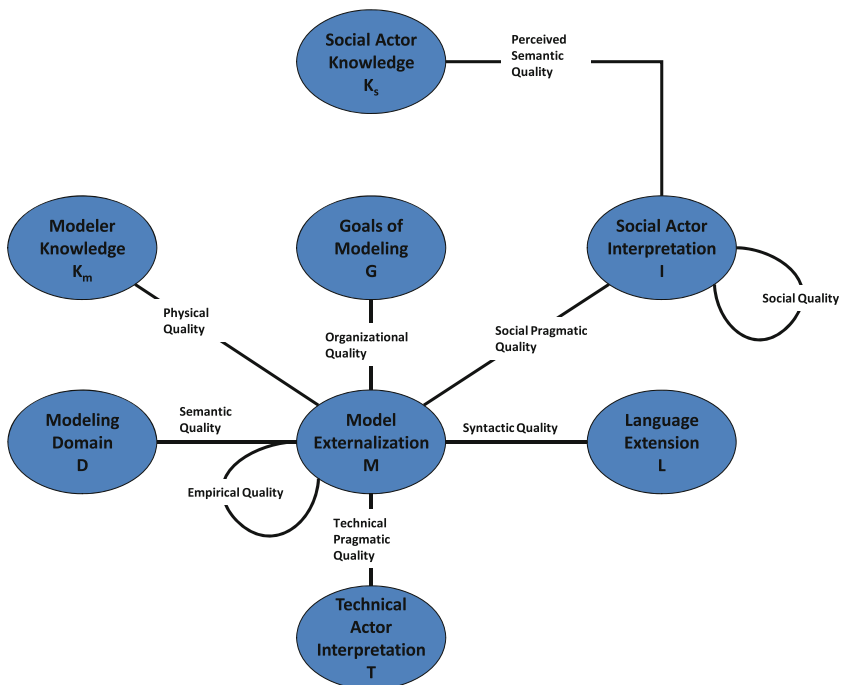 Social Actor
Knowledge
Ks
Perceived
Semantic
Quality
Modeler
Knowledge
Km
Goals of
Modeling
G
Social Actor
Interpretation
I
Social Quality
Physical
Quality
Organizational
Quality
Social Pragmatic
Quality
Modeling
Domain
D
Semantic
Quality
Model
Externalization
M
Syntactic Quality
Language
Extension
L
Empirical Quality
Technical
Pragmatic
Quality
Technical
Actor
Interpretation
T